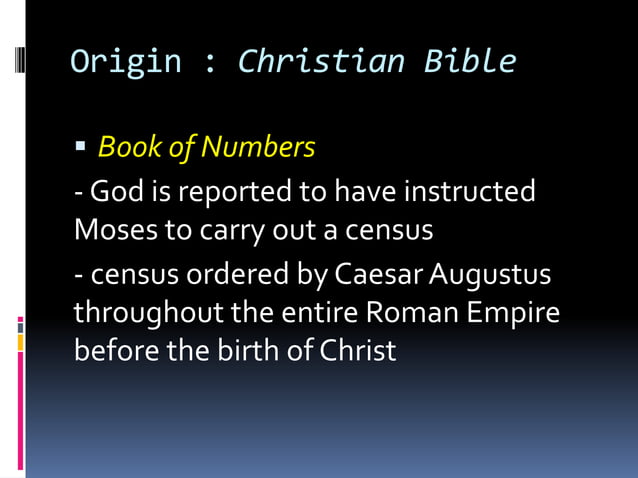 Origin : Christian Bible
Book of Numbers
- God is reported to have instructed
Moses to carry out a census
- census ordered by Caesar Augustus
throughout the entire Roman Empire
before the birth of Christ